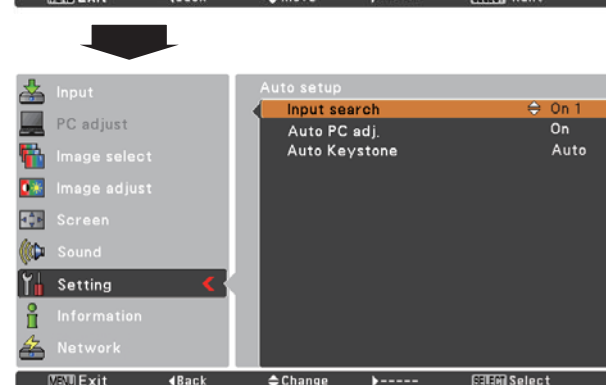 Input
PC adjust
Image select
Image adjust
Screen
Sound
Setting
Information
Network
Auto setup
Input search On 1
Auto PC adj. On
Auto Keystone Auto
MENU Exit Back Change ----- SELECT Select